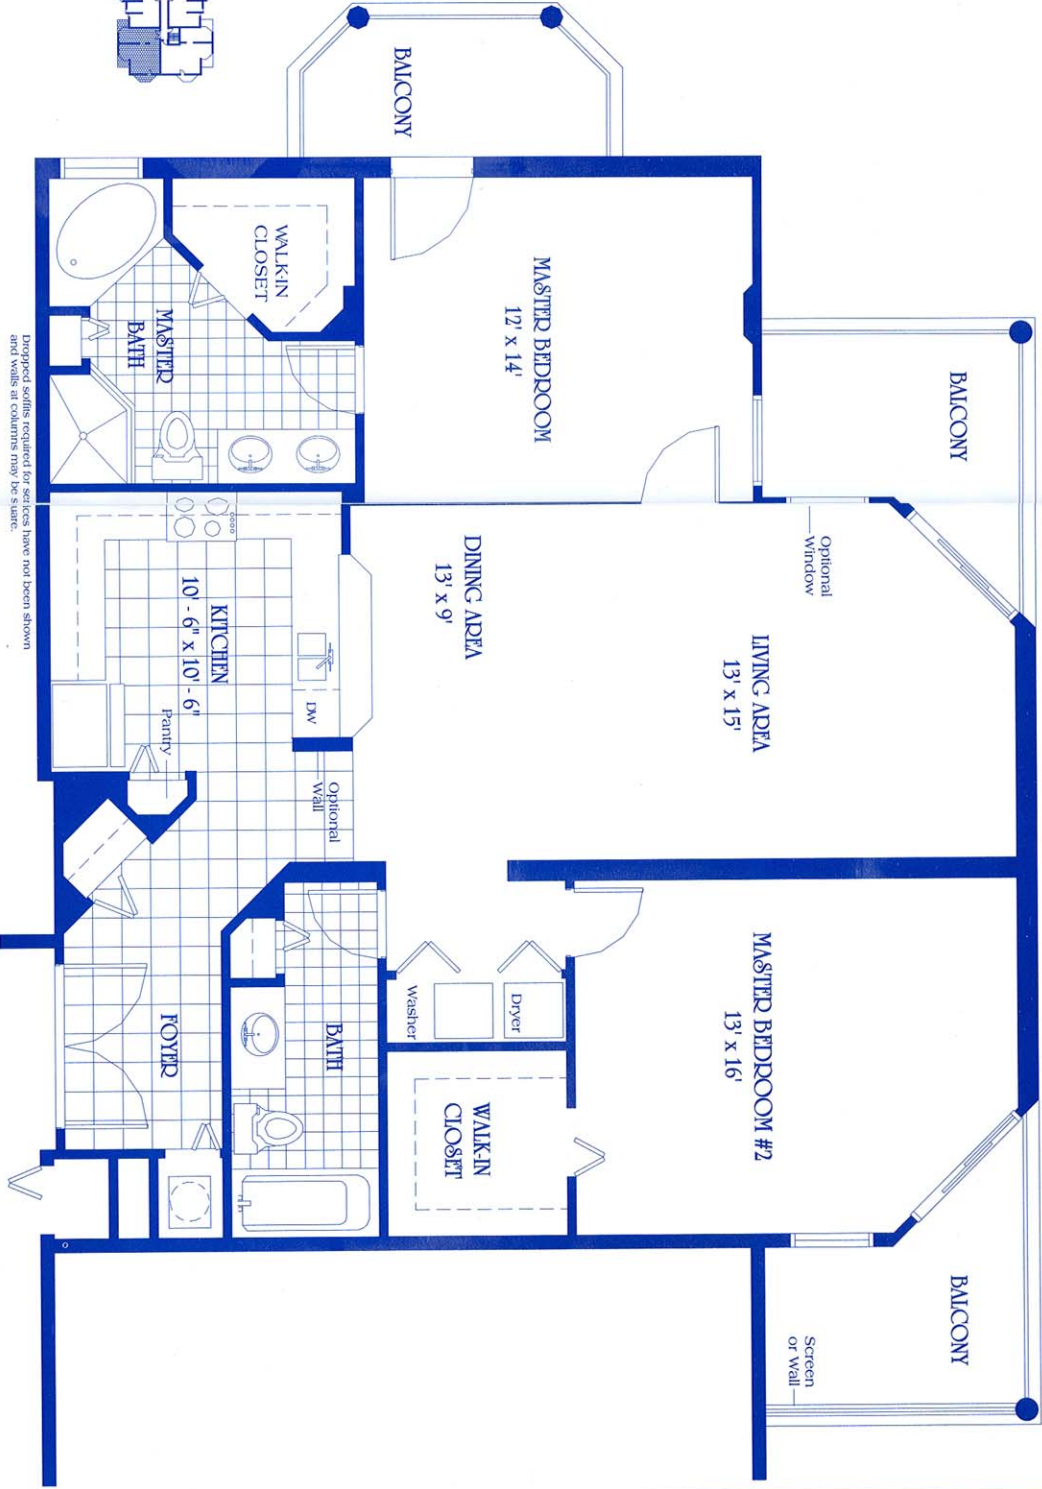 BALCONY
BALCONY
BALCONY
MASTER BEDROOM
12' x 14'
WALK-IN
CLOSET
MASTER
BATH
Optional
Window
LIVING AREA
13' x 15'
DINING AREA
13' x 9'
KITCHEN
10' - 6" x 10' - 6"
DW
Pantry
Optional
Wall
MASTER BEDROOM #2
13' x 16'
Dryer
Washer
BATH
FOYER
WALK-IN
CLOSET
Screen
or Wall
Dropped soffits required for services have not been shown
and walls at columns may be